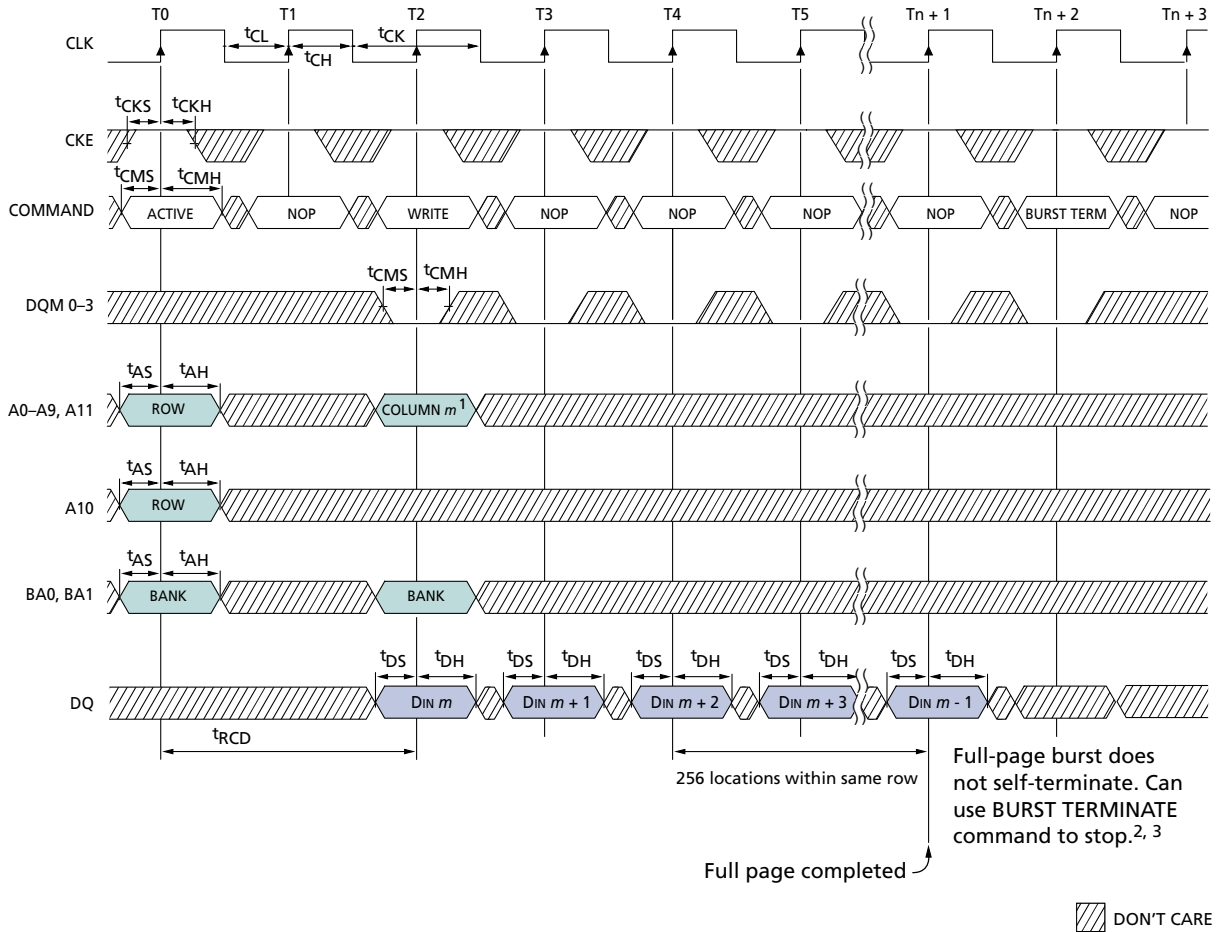 T0 T1 T2 T3 T4 T5 Tn + 1 Tn + 2 Tn + 3
CLK
tCL tCK
tCH
tCKS tCKH
CKE
tCMS tCMH
COMMAND ACTIVE NOP WRITE NOP NOP NOP NOP BURST TERM NOP
tCMS tCMH
DQM 0–3
tAS tAH
A0–A9, A11 ROW COLUMN m1
tAS tAH
A10 ROW
tAS tAH
BA0, BA1 BANK BANK
tDS tDH tDS tDH tDS tDH tDS tDH tDS tDH
DQ DIN m DIN m + 1 DIN m + 2 DIN m + 3 DIN m - 1
tRCD
256 locations within same row
Full-page burst does
not self-terminate. Can
use BURST TERMINATE
command to stop.2, 3
Full page completed
DON'T CARE